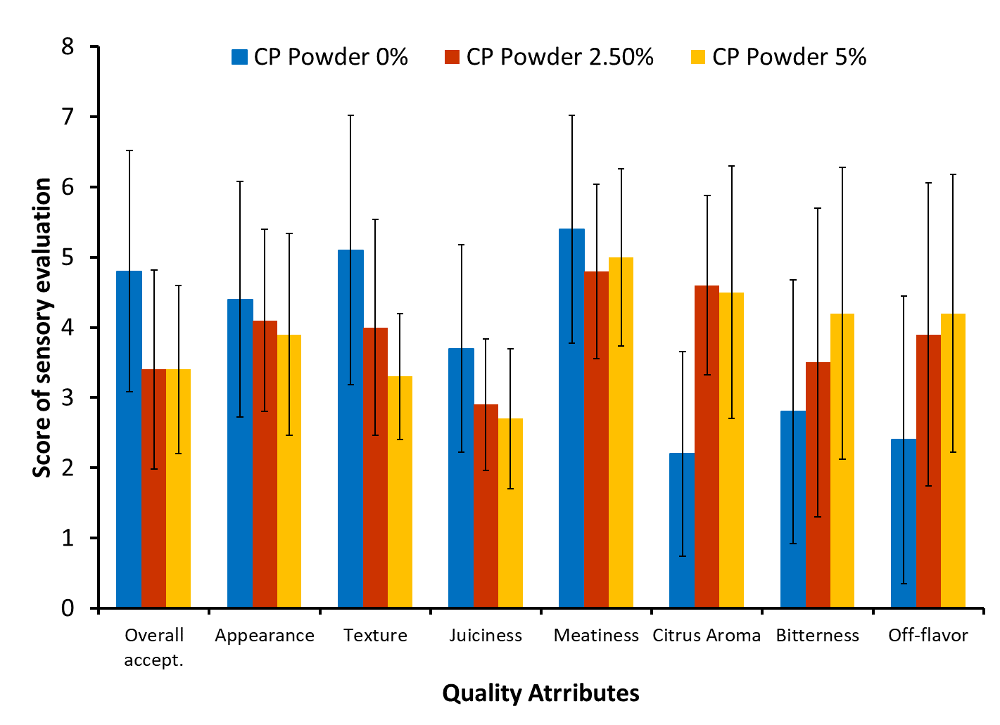 CP Powder 0% CP Powder 2.50% CP Powder 5%
Score of sensory evaluation
8
7
6
5
4
3
2
1
0
Overall accept. Appearance Texture Juiciness Meatiness Citrus Aroma Bitterness Off-flavor
Quality Atrributes